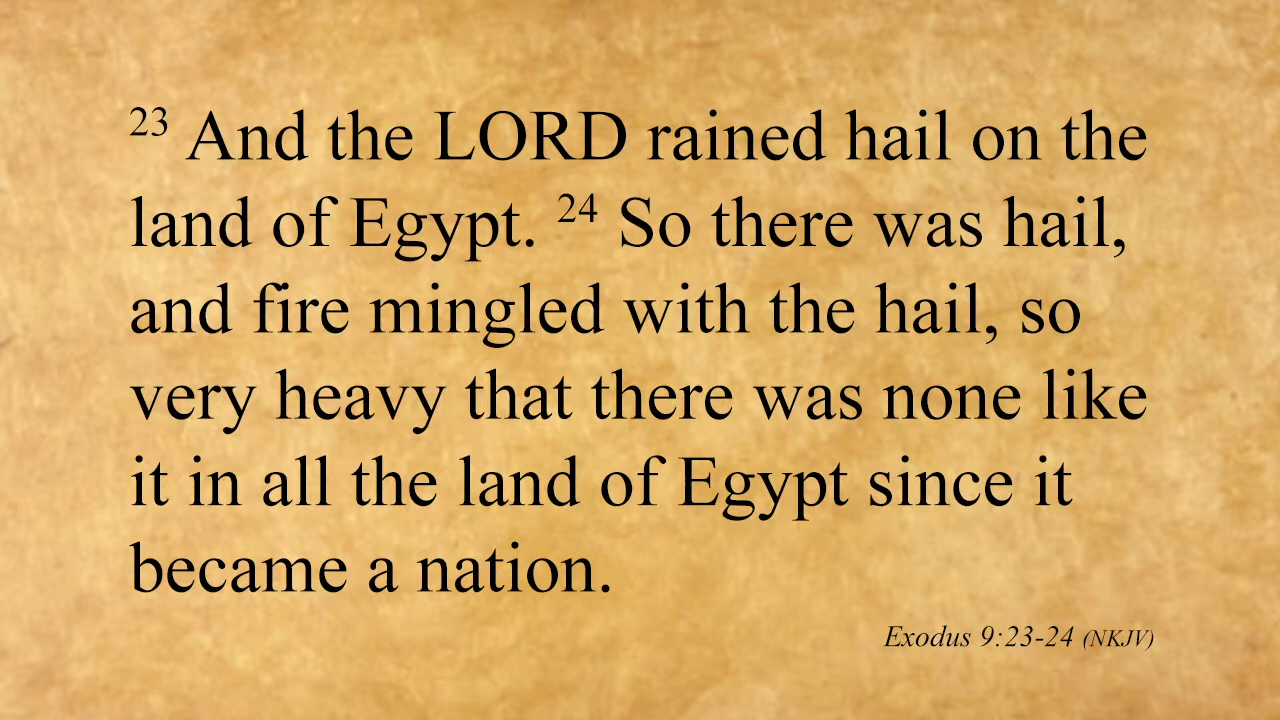 23 And the LORD rained hail on the
land of Egypt. 24 So there was hail,
and fire mingled with the hail, so
very heavy that there was none like
it in all the land of Egypt since it
became a nation.
Exodus 9:23-24 (NKJV)